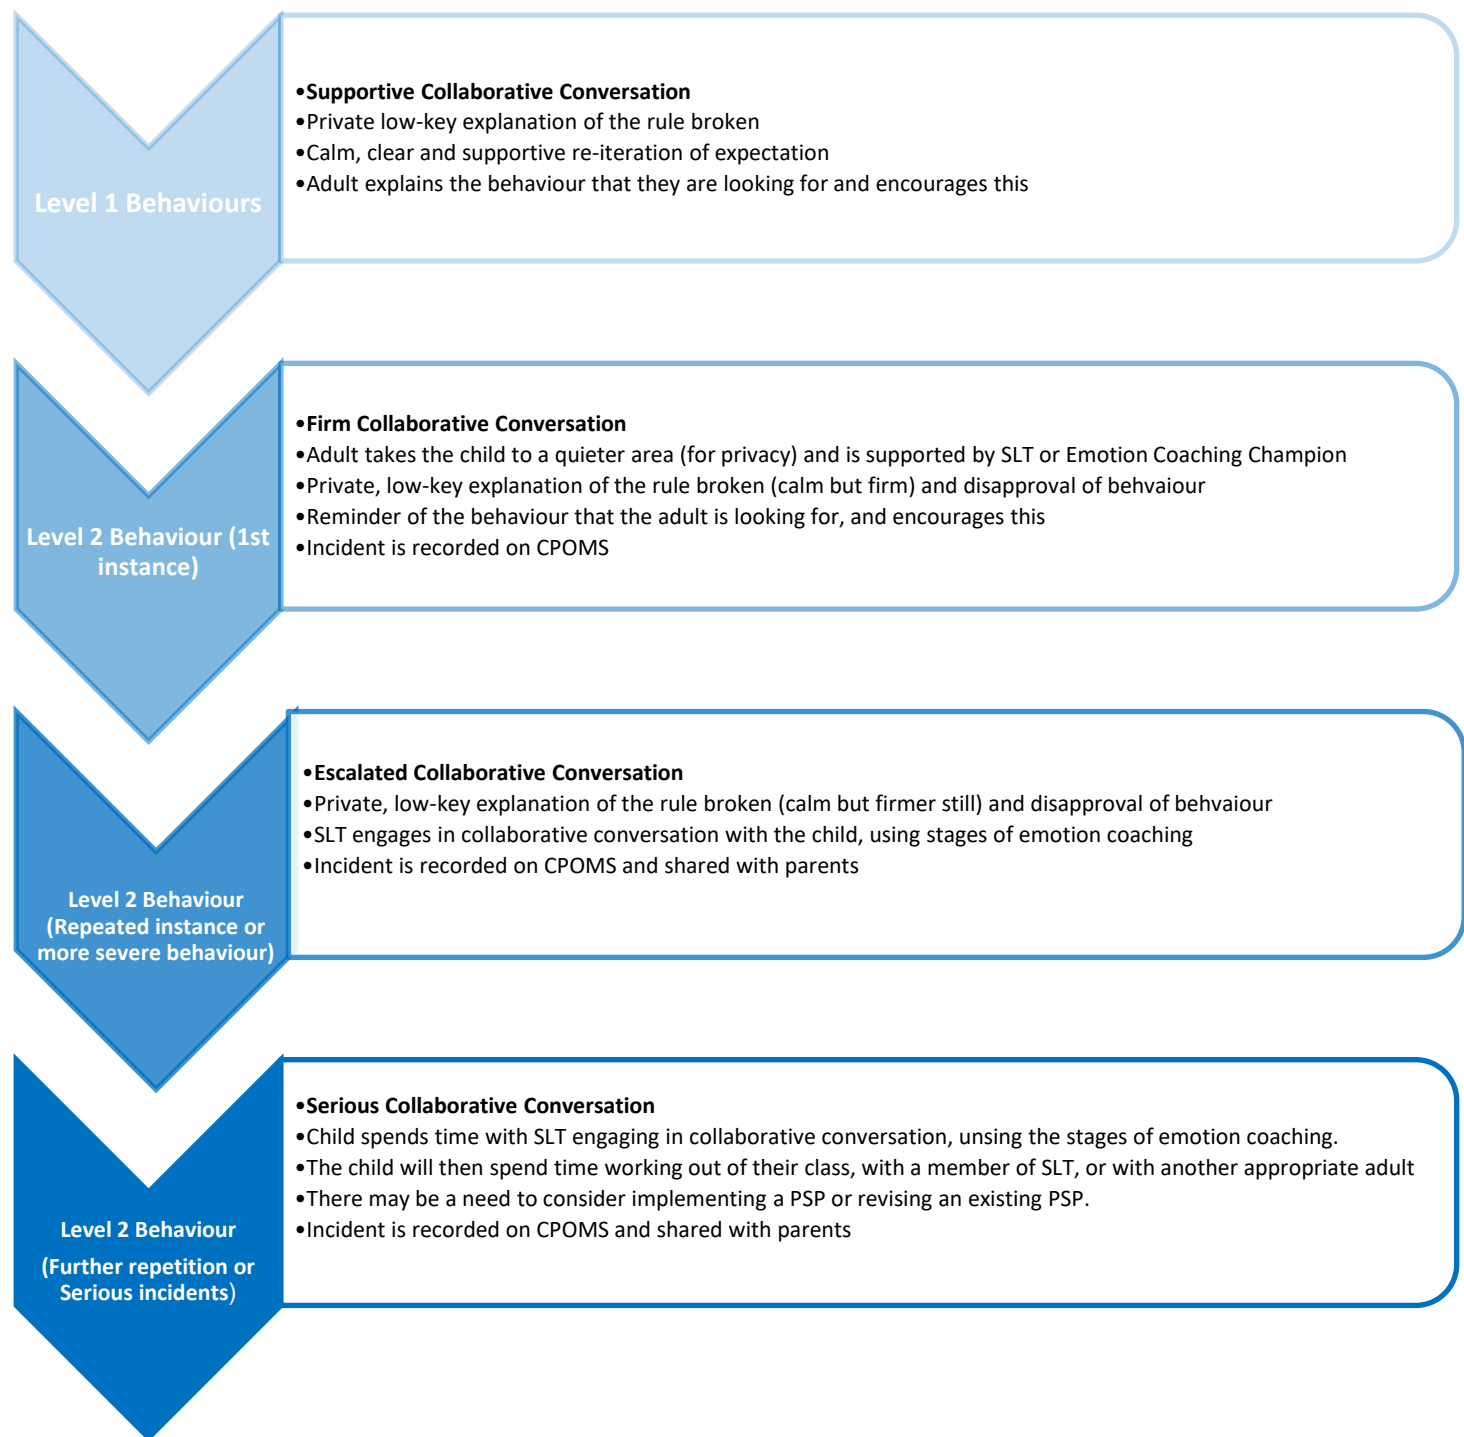 Level 1 Behaviours
•Supportive Collaborative Conversation
•Private low-key explanation of the rule broken
•Calm, clear and supportive re-iteration of expectation
•Adult explains the behaviour that they are looking for and encourages this
Level 2 Behaviour (1st
instance)
•Firm Collaborative Conversation
•Adult takes the child to a quieter area (for privacy) and is supported by SLT or Emotion Coaching Champion
•Private, low-key explanation of the rule broken (calm but firm) and disapproval of behvaiour
•Reminder of the behaviour that the adult is looking for, and encourages this
•Incident is recorded on CPOMS
Level 2 Behaviour
(Repeated instance or
more severe behaviour)
•Escalated Collaborative Conversation
•Private, low-key explanation of the rule broken (calm but firmer still) and disapproval of behvaiour
•SLT engages in collaborative conversation with the child, using stages of emotion coaching
•Incident is recorded on CPOMS and shared with parents
Level 2 Behaviour
(Further repetition or
Serious incidents)
•Serious Collaborative Conversation
•Child spends time with SLT engaging in collaborative conversation, unsing the stages of emotion coaching.
•The child will then spend time working out of their class, with a member of SLT, or with another appropriate adult
•There may be a need to consider implementing a PSP or revising an existing PSP.
•Incident is recorded on CPOMS and shared with parents